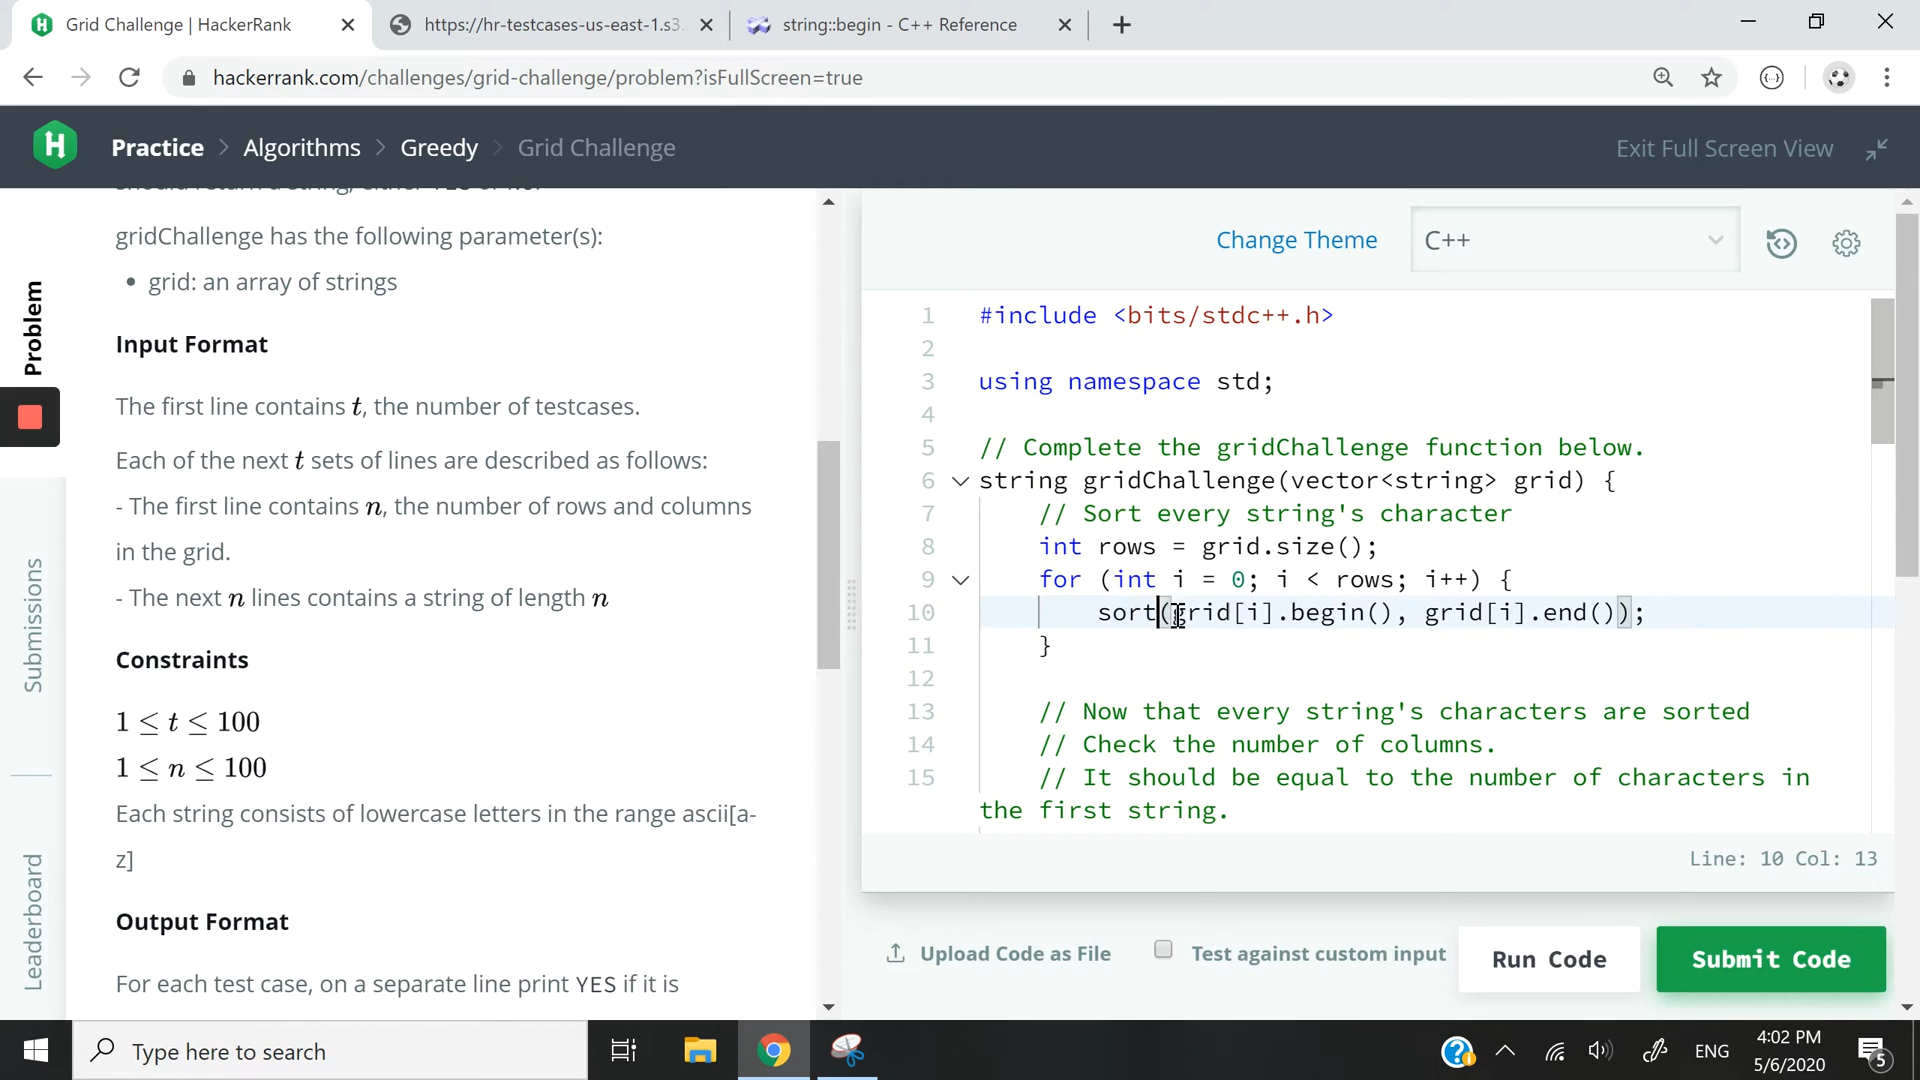 Grid Challenge | HackerRank
https://hr-testcases-us-east-1.s3.
string::begin - C++ Reference
hackerrank.com/challenges/grid-challenge/problem?isFullScreen=true
H
Practice > Algorithms > Greedy > Grid Challenge
Exit Full Screen View
Problem
Submissions
Leaderboard
gridChallenge has the following parameter(s):
• grid: an array of strings
Input Format
The first line contains t, the number of testcases.
Each of the next t sets of lines are described as follows:
- The first line contains n, the number of rows and columns
in the grid.
- The next n lines contains a string of length n
Constraints
1 ≤ t ≤ 100
1 ≤ n ≤ 100
Each string consists of lowercase letters in the range ascii[a-
z]
Output Format
For each test case, on a separate line print YES if it is
Change Theme
C++
1 #include <bits/stdc++.h>
2
3 using namespace std;
4
5 // Complete the gridChallenge function below.
6 string gridChallenge(vector<string> grid) {
7 // Sort every string's character
8 int rows = grid.size();
9 for (int i = 0; i < rows; i++) {
10 sort(grid[i].begin(), grid[i].end());
11 }
12
13 // Now that every string's characters are sorted
14 // Check the number of columns.
15 // It should be equal to the number of characters in
the first string.
Line: 10 Col: 13
Upload Code as File
Test against custom input
Run Code
Submit Code
Type here to search
ENG
4:02 PM
5/6/2020
5